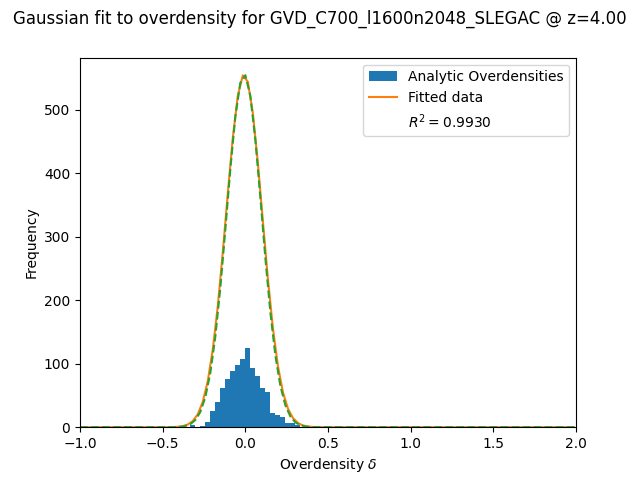 Gaussian fit to overdensity for GVD_C700_l1600n2048_SLEGAC @ z=4.00
Analytic Overdensities
Fitted data
R² = 0.9930
Frequency
500
400
300
200
100
0
−1.0 −0.5 0.0 0.5 1.0 1.5 2.0
Overdensity δ